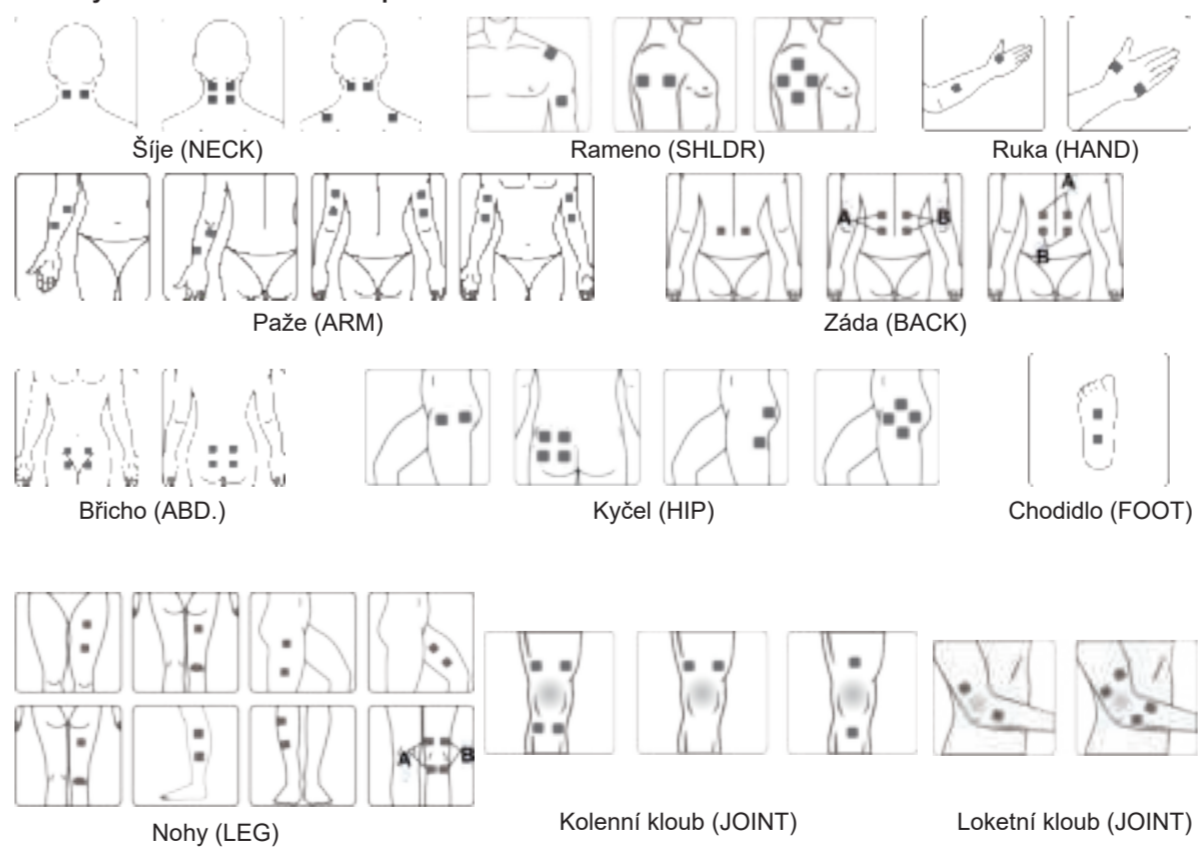 Šíje (NECK)
Rameno (SHLDR)
Ruka (HAND)
A
A
B
B
Paže (ARM)
Záda (BACK)
Břicho (ABD.)
Kyčel (HIP)
Chodidlo (FOOT)
A
B
Nohy (LEG)
Kolenní kloub (JOINT)
Loketní kloub (JOINT)